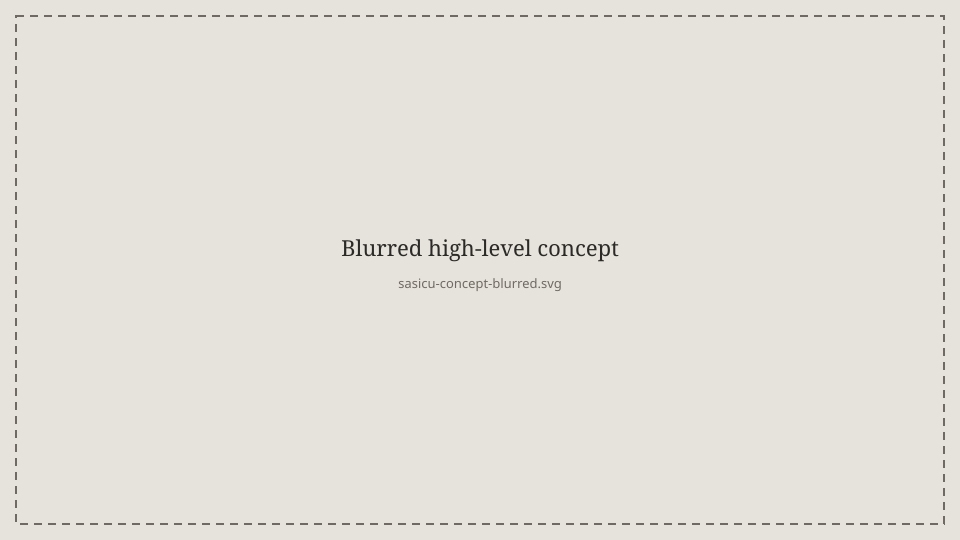 Blurred high-level concept
sasicu-concept-blurred.svg